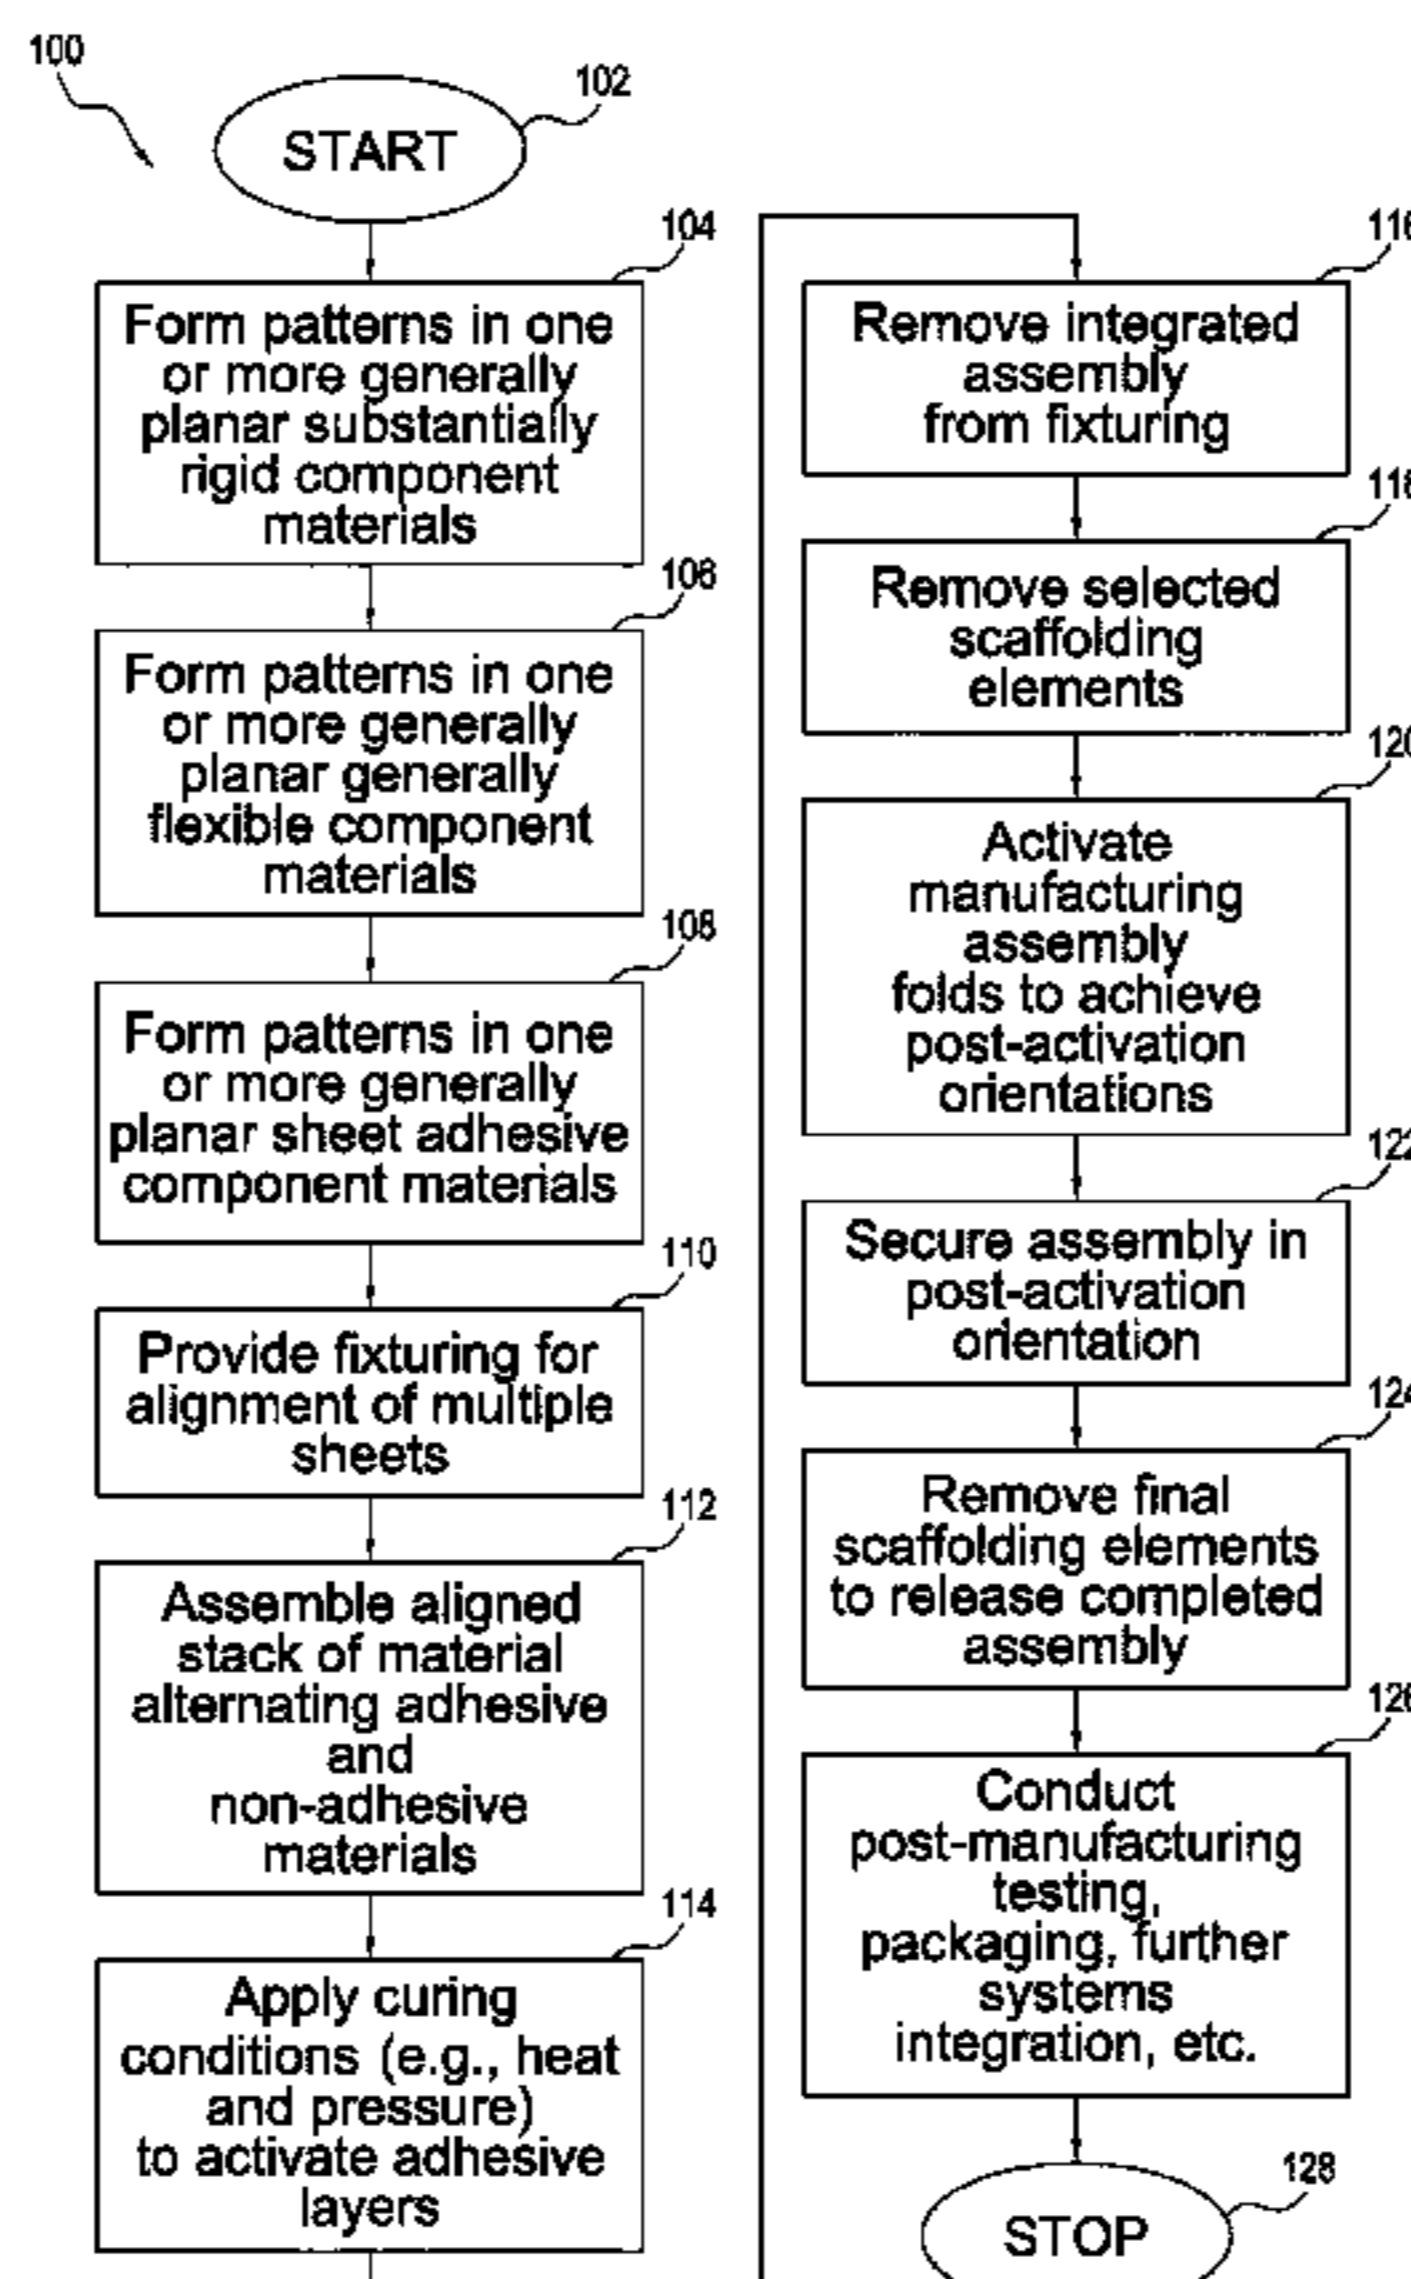 100
102
START
104
Form patterns in one
or more generally
planar substantially
rigid component
materials
106
Form patterns in one
or more generally
planar generally
flexible component
materials
108
Form patterns in one
or more generally
planar sheet adhesive
component materials
110
Provide fixturing for
alignment of multiple
sheets
112
Assemble aligned
stack of material
alternating adhesive
and
non-adhesive
materials
114
Apply curing
conditions (e.g., heat
and pressure)
to activate adhesive
layers
116
Remove integrated
assembly
from fixturing
118
Remove selected
scaffolding
elements
120
Activate
manufacturing
assembly
folds to achieve
post-activation
orientations
122
Secure assembly in
post-activation
orientation
124
Remove final
scaffolding elements
to release completed
assembly
126
Conduct
post-manufacturing
testing,
packaging, further
systems
integration, etc.
128
STOP